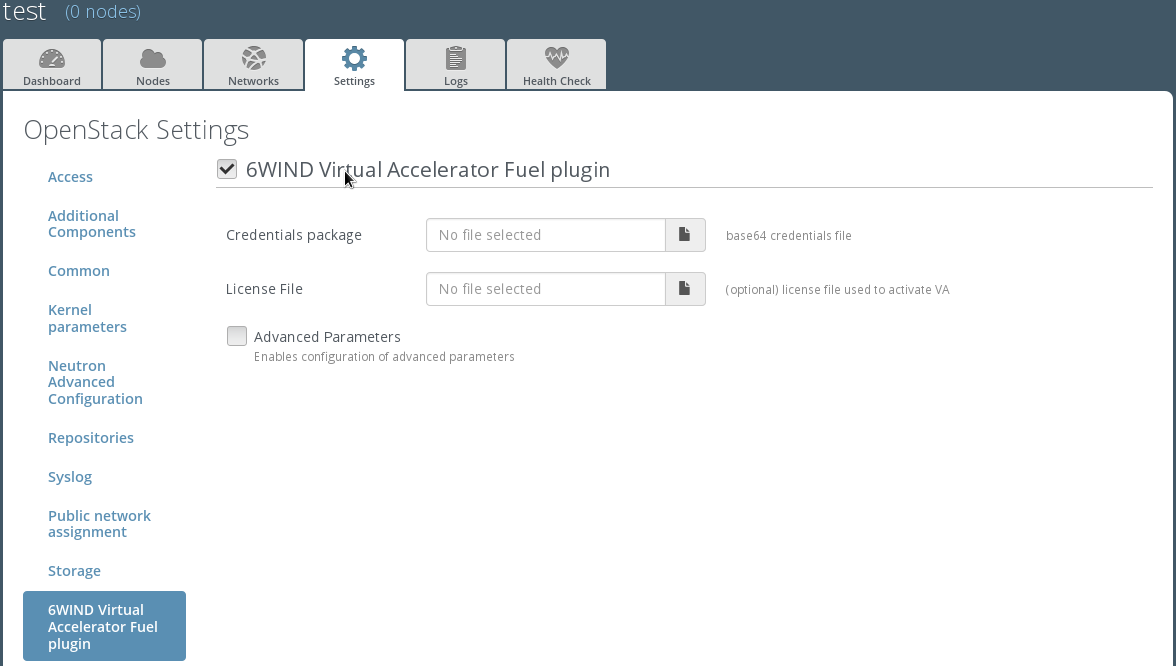 test (0 nodes)
Dashboard
Nodes
Networks
Settings
Logs
Health Check
OpenStack Settings
Access
Additional
Components
Common
Kernel
parameters
Neutron
Advanced
Configuration
Repositories
Syslog
Public network
assignment
Storage
6WIND Virtual
Accelerator Fuel
plugin
6WIND Virtual Accelerator Fuel plugin
Credentials package No file selected base64 credentials file
License File No file selected (optional) license file used to activate VA
Advanced Parameters
Enables configuration of advanced parameters